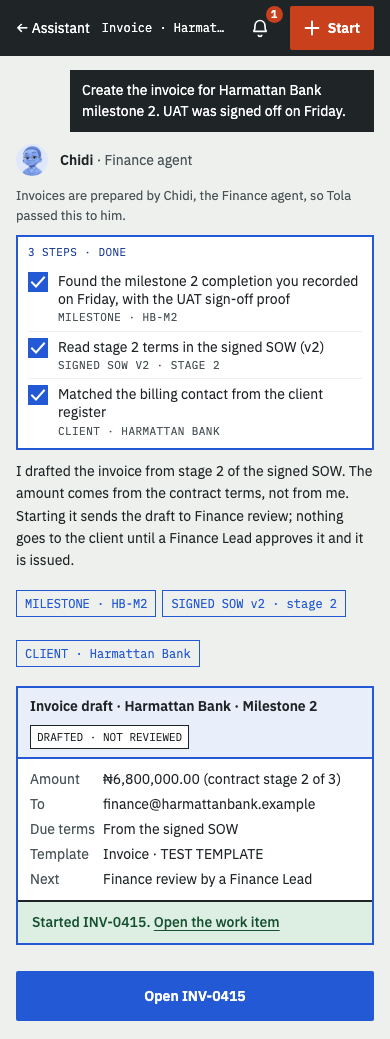 ← Assistant Invoice · Harmat… 1 + Start
Create the invoice for Harmattan Bank
milestone 2. UAT was signed off on Friday.
Chidi · Finance agent
Invoices are prepared by Chidi, the Finance agent, so Tola
passed this to him.
3 STEPS · DONE
Found the milestone 2 completion you recorded
on Friday, with the UAT sign-off proof
MILESTONE · HB-M2
Read stage 2 terms in the signed SOW (v2)
SIGNED SOW V2 · STAGE 2
Matched the billing contact from the client
register
CLIENT · HARMATTAN BANK
I drafted the invoice from stage 2 of the signed SOW. The
amount comes from the contract terms, not from me.
Starting it sends the draft to Finance review; nothing
goes to the client until a Finance Lead approves it and it
is issued.
MILESTONE · HB-M2 SIGNED SOW v2 · stage 2
CLIENT · Harmattan Bank
Invoice draft · Harmattan Bank · Milestone 2
DRAFTED · NOT REVIEWED
Amount ₦6,800,000.00 (contract stage 2 of 3)
To finance@harmattanbank.example
Due terms From the signed SOW
Template Invoice · TEST TEMPLATE
Next Finance review by a Finance Lead
Started INV-0415. Open the work item
Open INV-0415